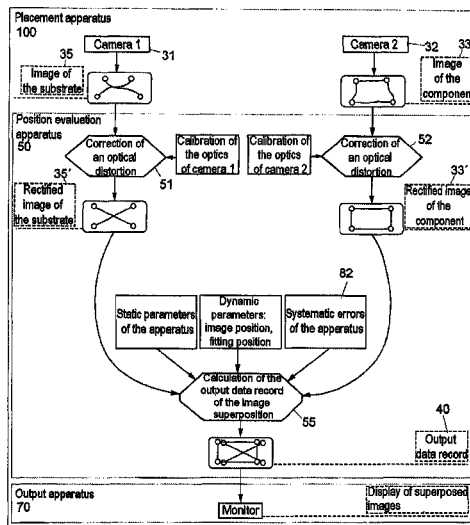 Placement apparatus
100
Camera 1
31
35
Image of
the substrate
Camera 2
32
33
Image
of the
component
Position evaluation
apparatus
50
Correction of
an optical
distortion
51
Calibration
of the optics
of camera 1
Calibration
of the optics
of camera 2
Correction of
an optical
distortion
52
35´
Rectified
image of
the substrate
33´
Rectified image
of the
component
Static parameters
of the apparatus
Dynamic
parameters:
image position,
fitting position
82
Systematic errors
of the apparatus
Calculation of the
output data record
of the image
superposition
55
40
Output
data record
Output apparatus
70
Monitor
Display of superposed
images